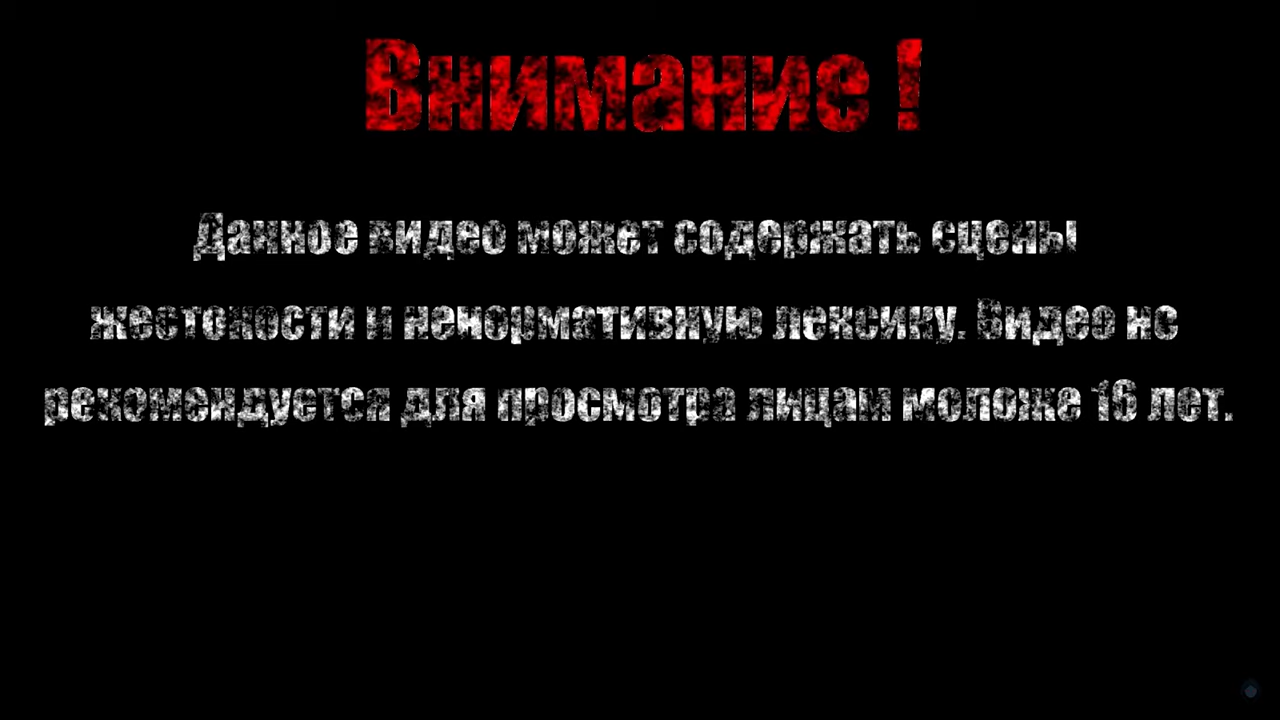 Внимание !
Данное видео может содержать сцены
жестокости и ненормативную лексику. Видео не
рекомендуется для просмотра лицам моложе 16 лет.